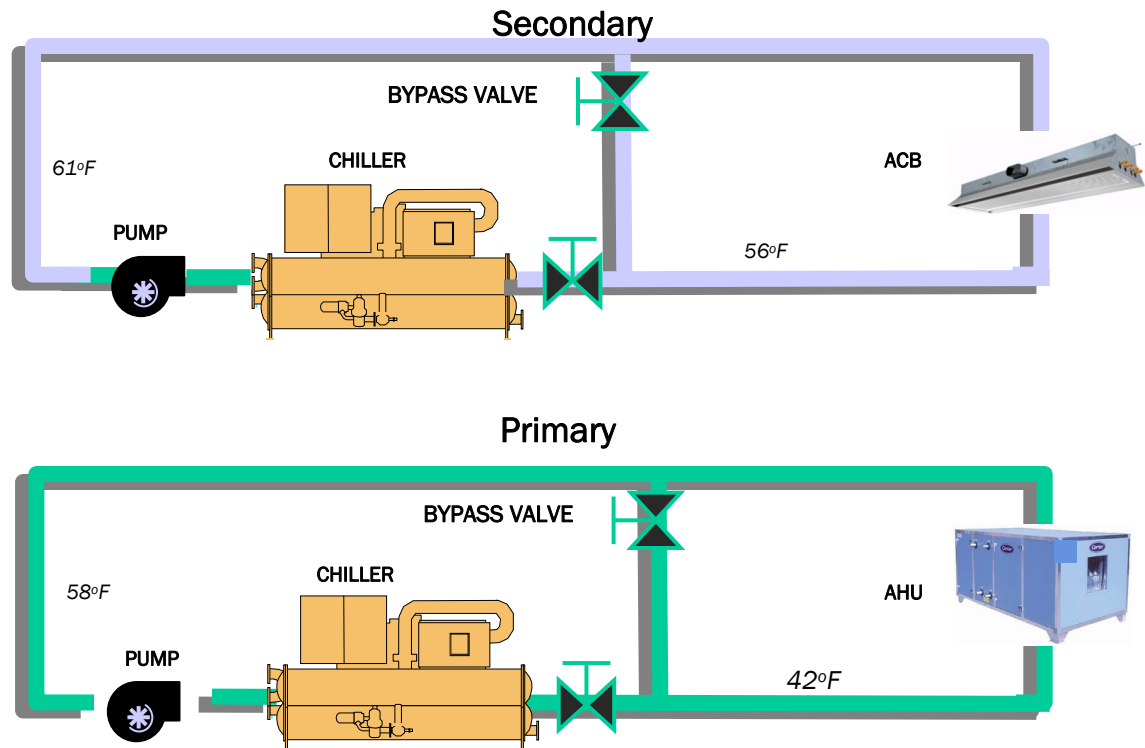 Secondary
BYPASS VALVE
CHILLER
ACB
61°F
PUMP
56°F
Primary
BYPASS VALVE
CHILLER
58°F
AHU
PUMP
42°F